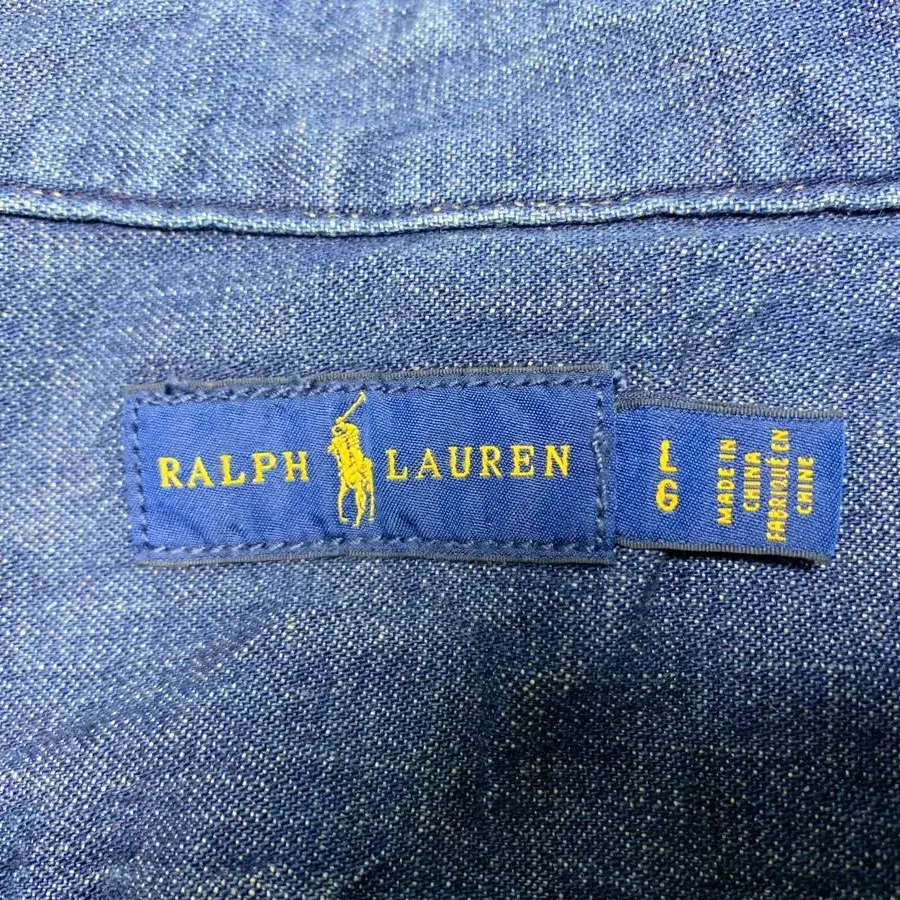 RALPH LAUREN
L
G
MADE IN
CHINA
FABRIQUÉ EN
CHINE